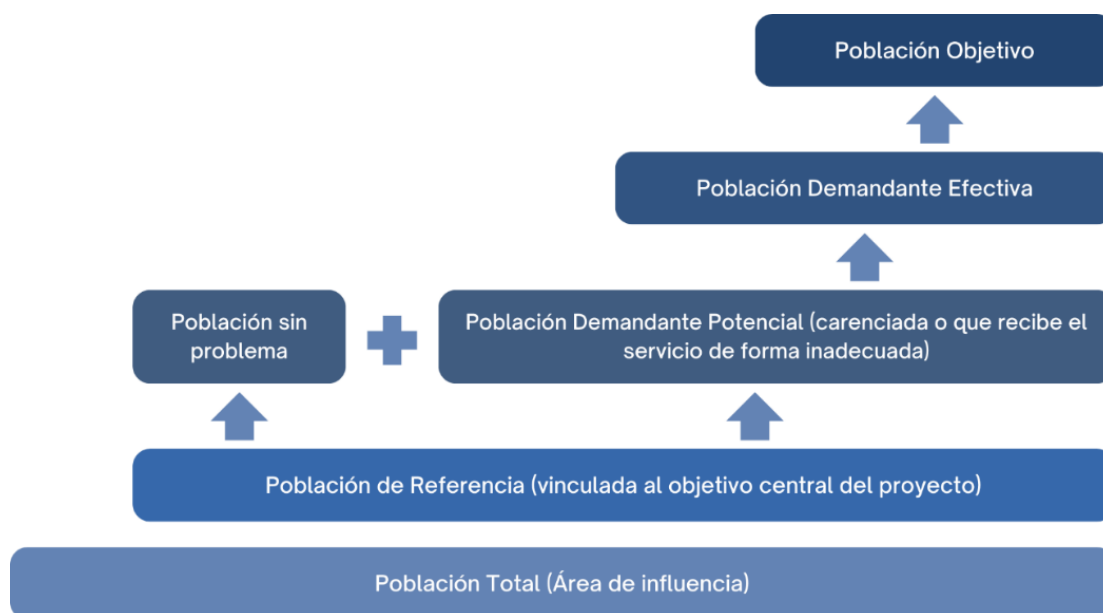 Población Objetivo
Población Demandante Efectiva
Población sin
problema
Población Demandante Potencial (carenciada o que recibe el
servicio de forma inadecuada)
Población de Referencia (vinculada al objetivo central del proyecto)
Población Total (Área de influencia)